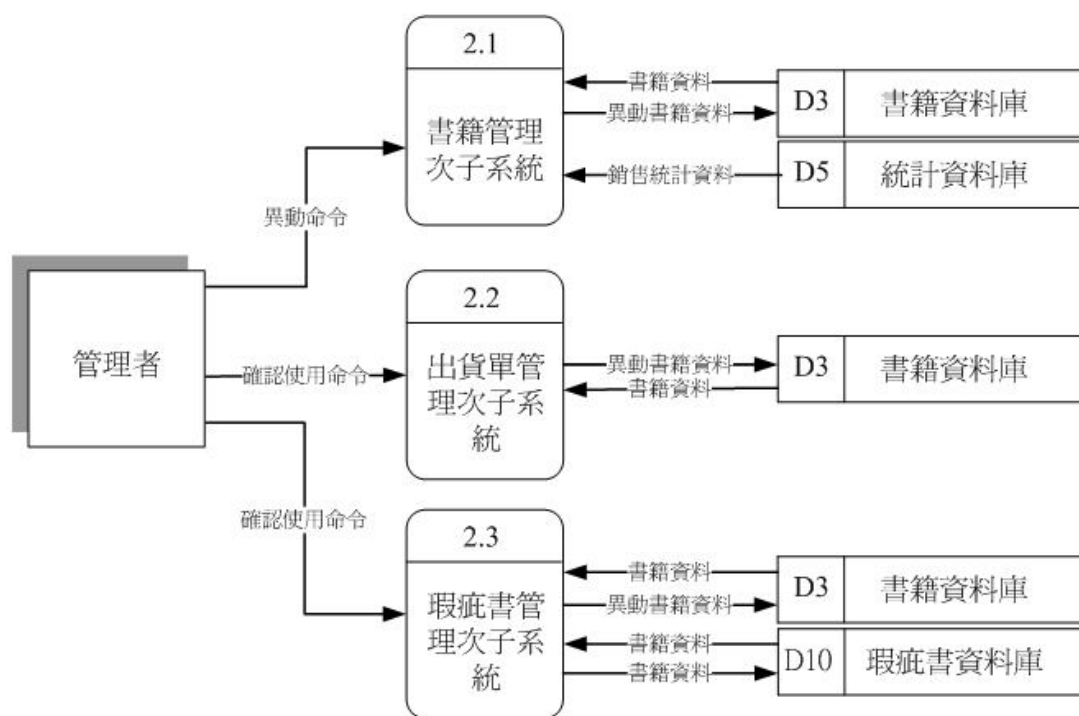 2.1
書籍管理
次子系統
書籍資料
異動書籍資料
銷售統計資料
D3
書籍資料庫
D5
統計資料庫
異動命令
管理者
確認使用命令
2.2
出貨單管
理次子系
統
異動書籍資料
書籍資料
D3
書籍資料庫
確認使用命令
2.3
瑕疵書管
理次子系
統
書籍資料
異動書籍資料
書籍資料
書籍資料
D3
書籍資料庫
D10
瑕疵書資料庫